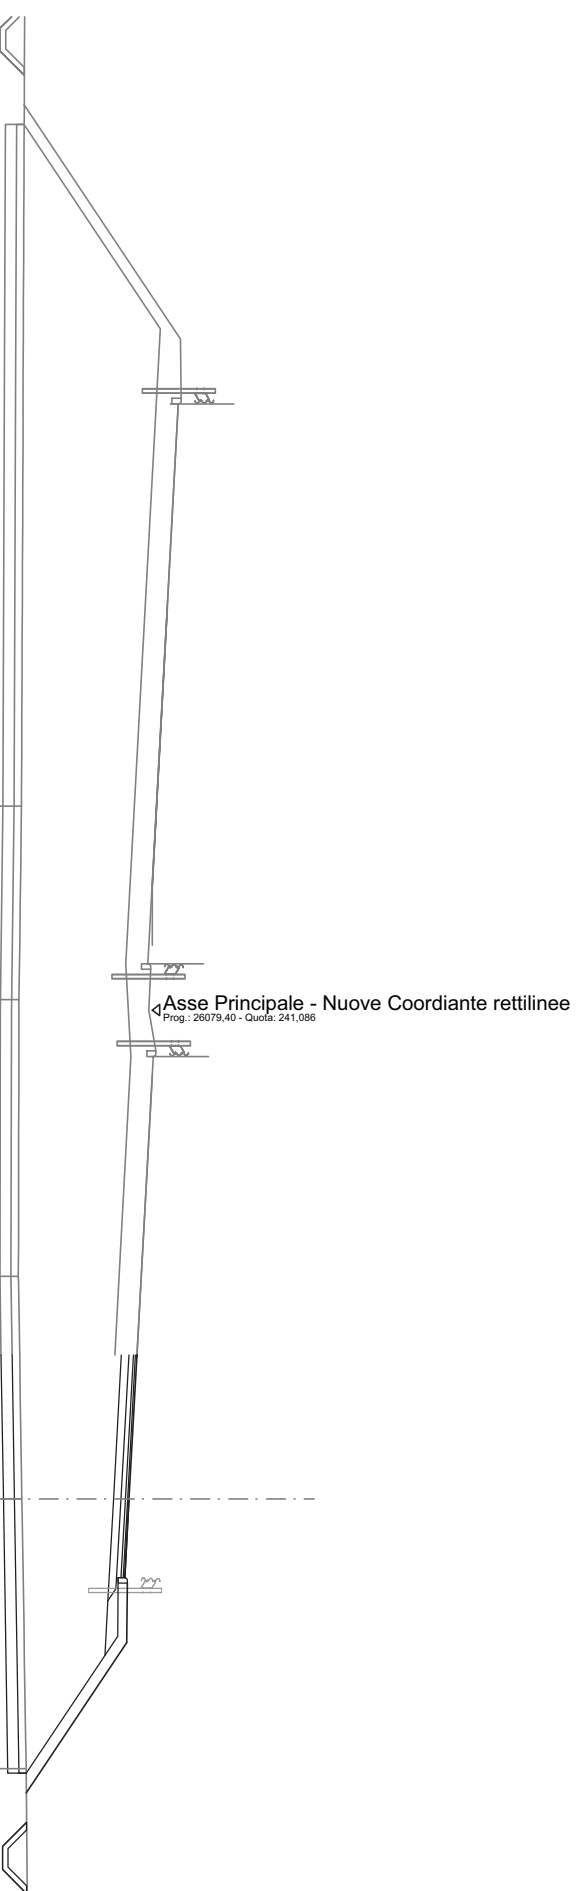 Asse Principale - Nuove Coordiante rettilinee
Prog.: 26079,40 - Quota: 241,086